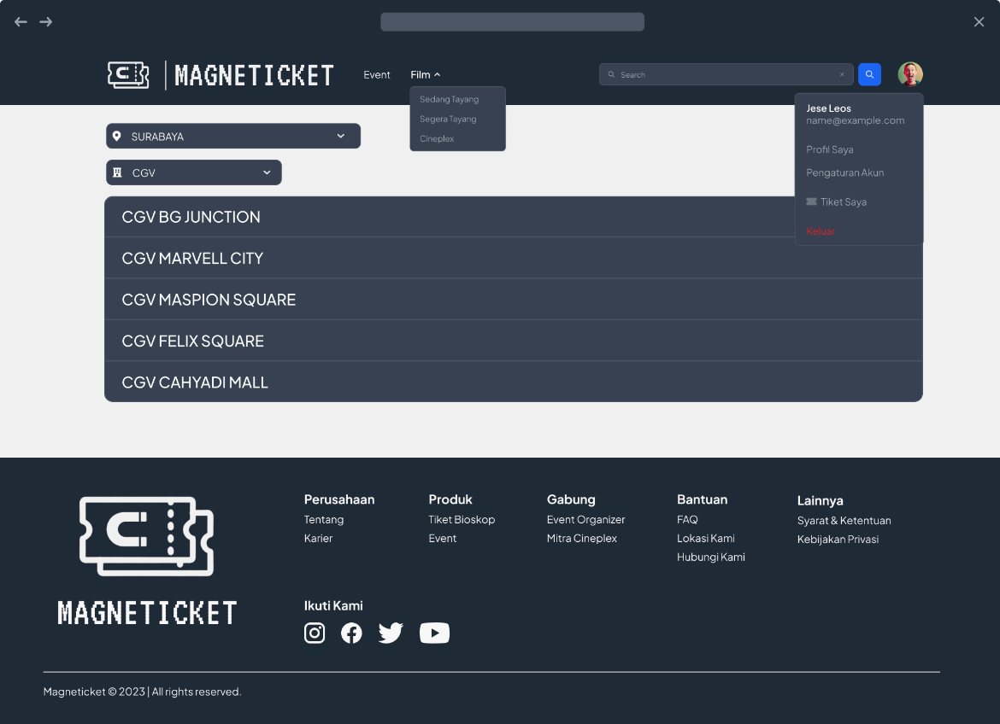 MAGNETICKET
Event
Film
Search
Sedang Tayang
Segera Tayang
Cineplex
Jese Leos
name@example.com
Profil Saya
Pengaturan Akun
Tiket Saya
Keluar
SURABAYA
CGV
CGV BG JUNCTION
CGV MARVELL CITY
CGV MASPION SQUARE
CGV FELIX SQUARE
CGV CAHYADI MALL
MAGNETICKET
Perusahaan
Tentang
Karier
Produk
Tiket Bioskop
Event
Gabung
Event Organizer
Mitra Cineplex
Bantuan
FAQ
Lokasi Kami
Hubungi Kami
Lainnya
Syarat & Ketentuan
Kebijakan Privasi
Ikuti Kami
Magneticket © 2023 | All rights reserved.